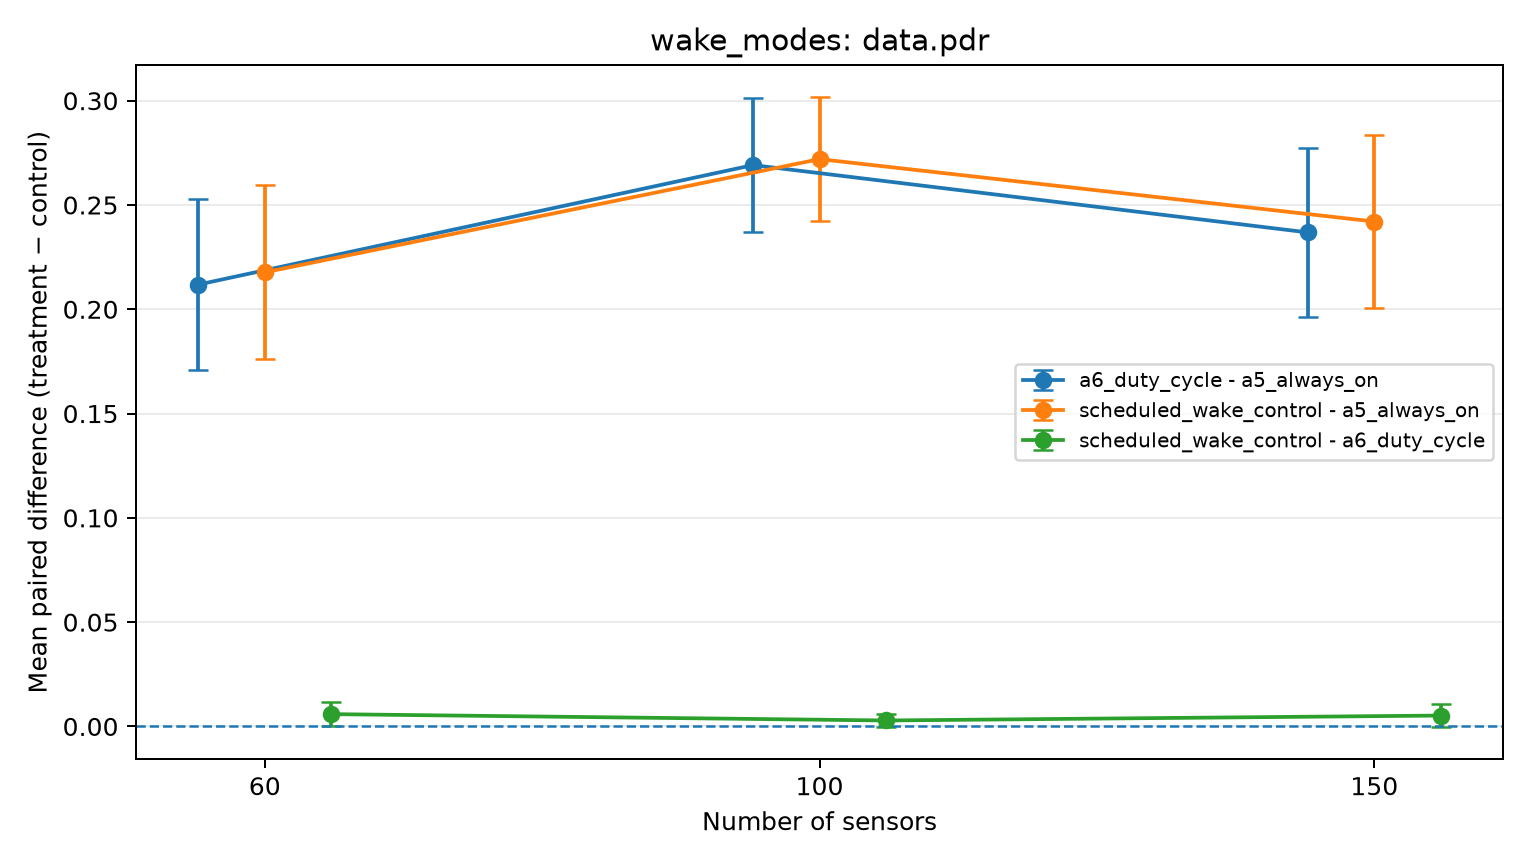 wake_modes: data.pdr
Mean paired difference (treatment − control)
0.30
0.25
0.20
0.15
0.10
0.05
0.00
a6_duty_cycle - a5_always_on
scheduled_wake_control - a5_always_on
scheduled_wake_control - a6_duty_cycle
60
100
150
Number of sensors